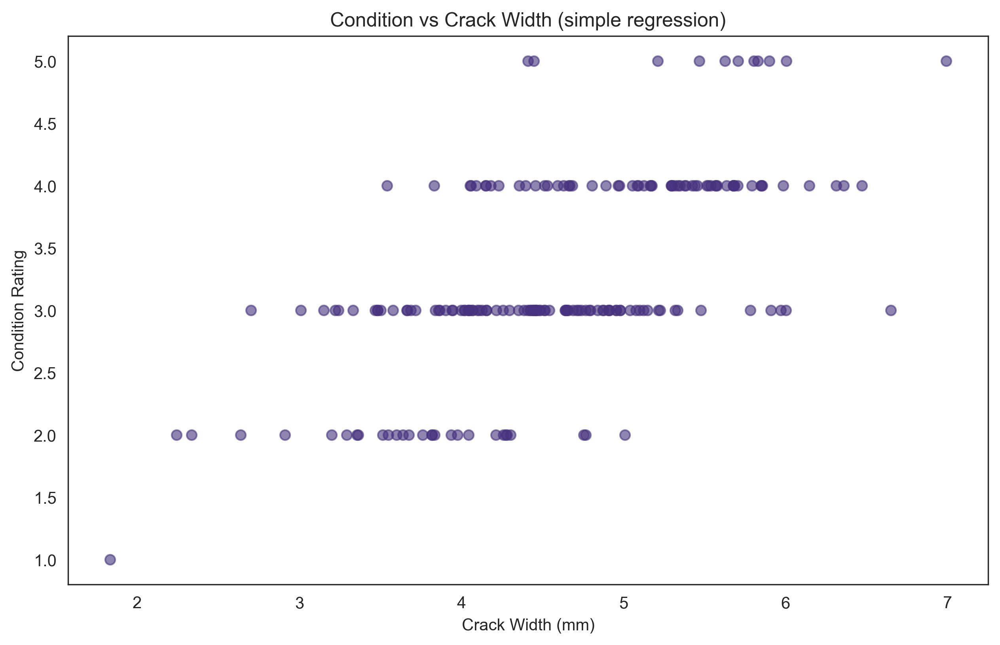 Condition vs Crack Width (simple regression)
5.0
4.5
4.0
3.5
3.0
2.5
2.0
1.5
1.0
Condition Rating
2 3 4 5 6 7
Crack Width (mm)